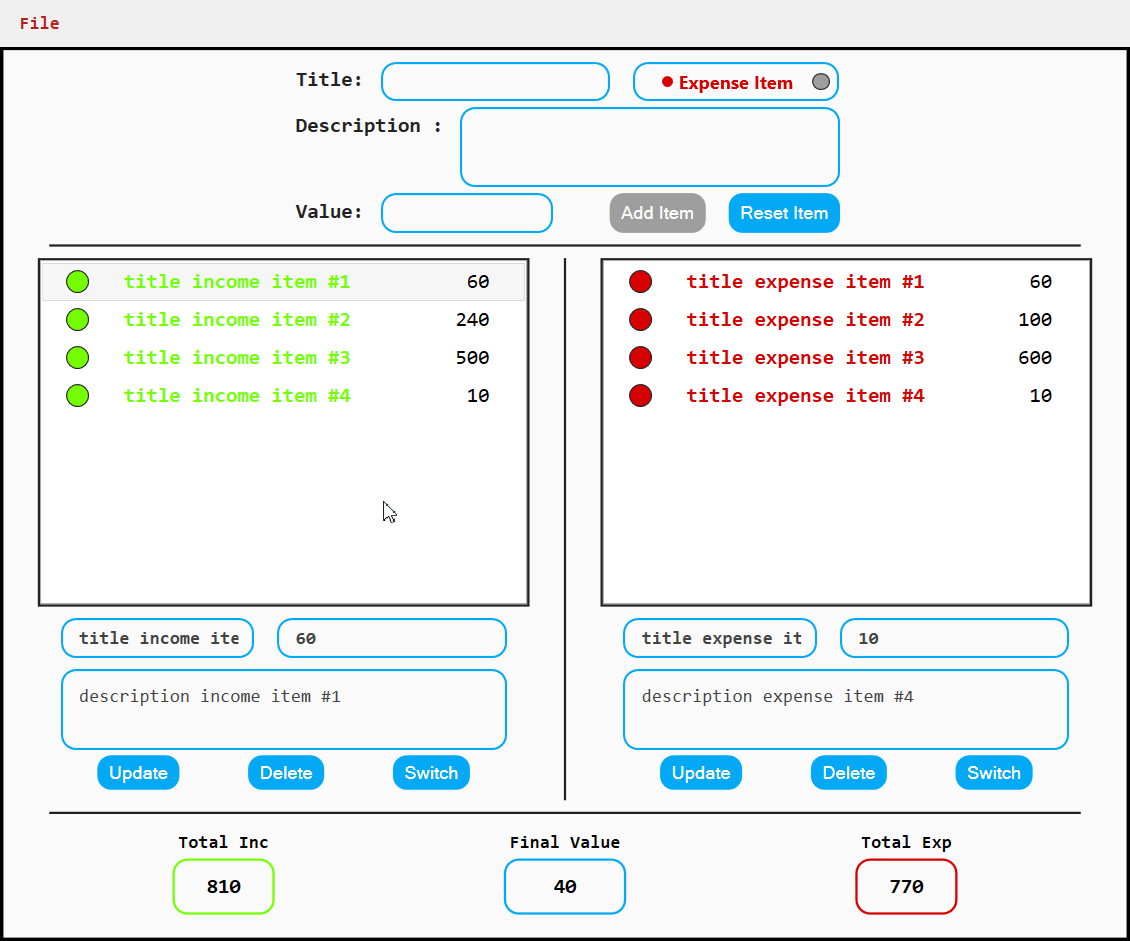 File
Title:
Expense Item
Description :
Value:
Add Item
Reset Item
title income item #1 60
title income item #2 240
title income item #3 500
title income item #4 10
title expense item #1 60
title expense item #2 100
title expense item #3 600
title expense item #4 10
title income ite
60
description income item #1
Update
Delete
Switch
title expense it
10
description expense item #4
Update
Delete
Switch
Total Inc
810
Final Value
40
Total Exp
770